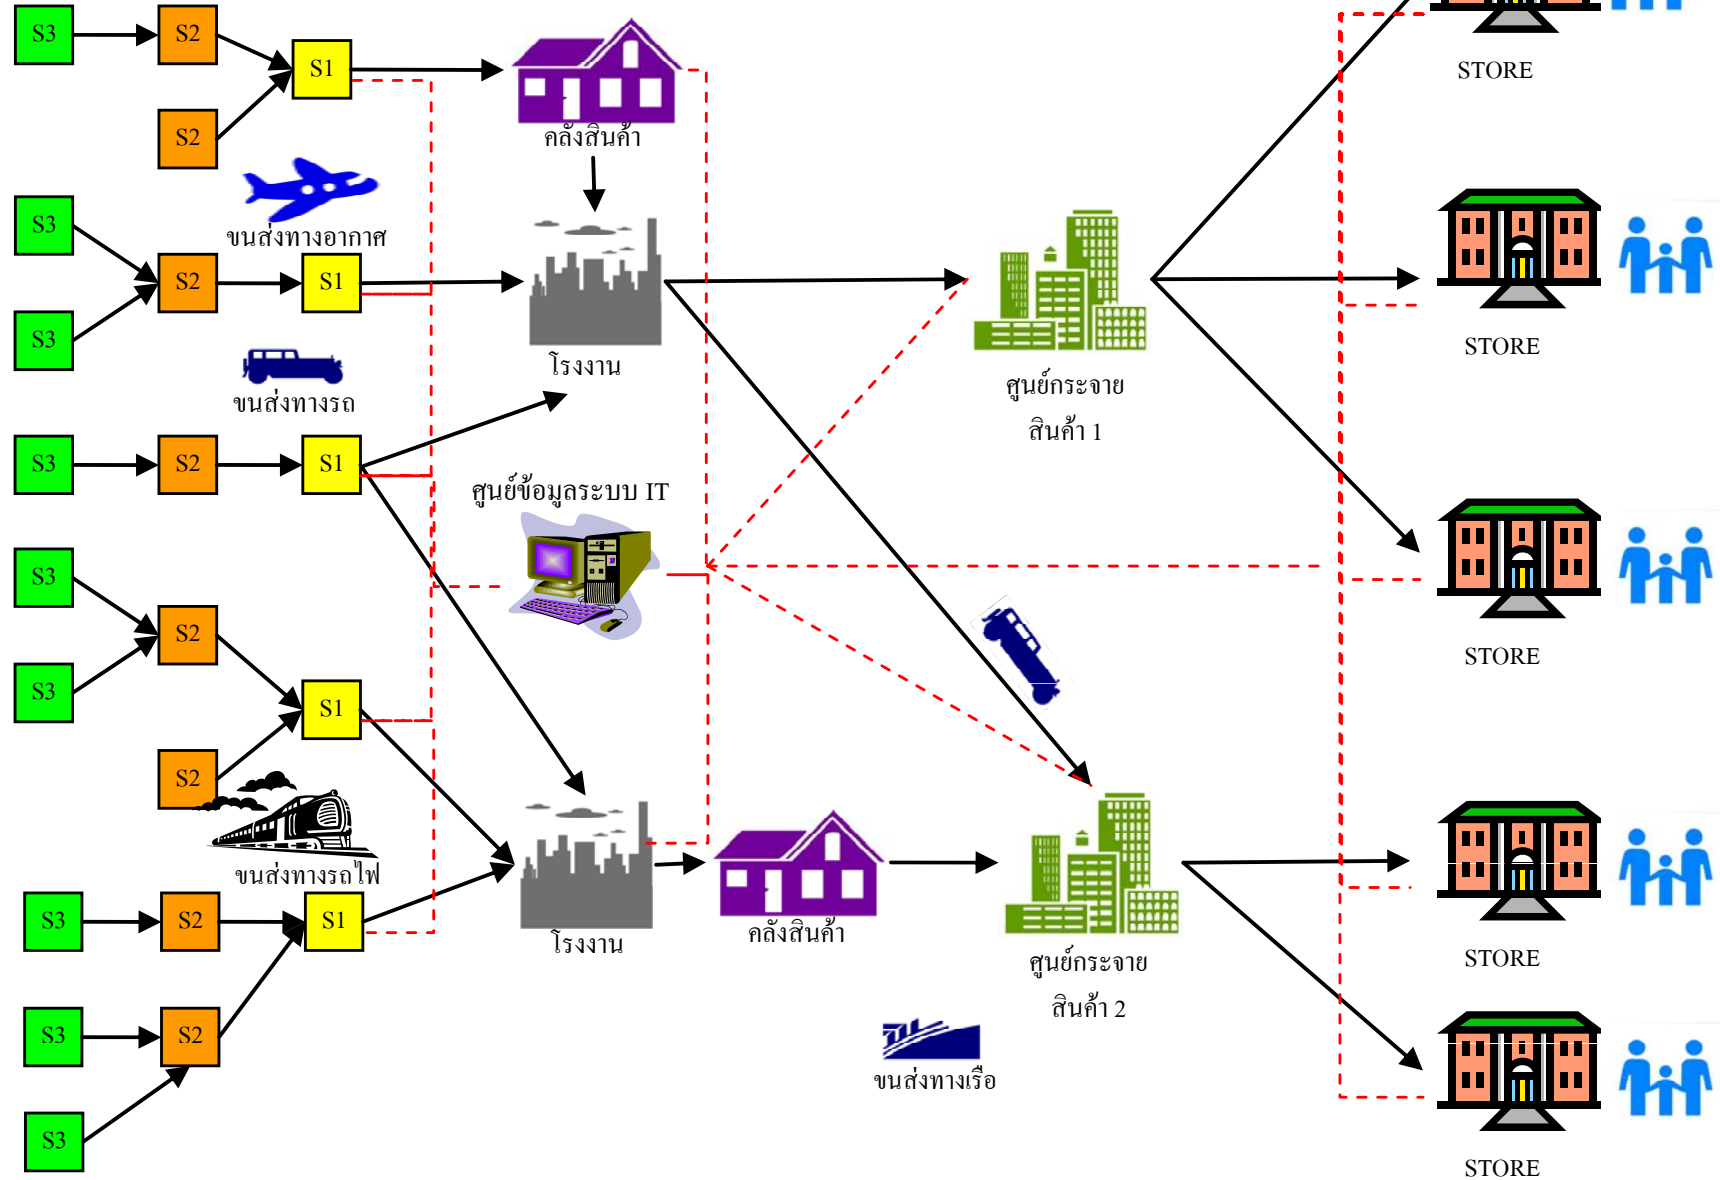 S3
S2
S1
STORE
S2
คลังสินค้า
S3
ขนส่งทางอากาศ
S2
S1
S3
STORE
โรงงาน
ศูนย์กระจาย
สินค้า 1
ขนส่งทางรถ
S3
S2
S1
ศูนย์ข้อมูลระบบ IT
S3
S2
STORE
S3
S1
S2
ขนส่งทางรถไฟ
S3
S2
S1
โรงงาน
คลังสินค้า
ศูนย์กระจาย
สินค้า 2
STORE
S3
S2
ขนส่งทางเรือ
S3
STORE